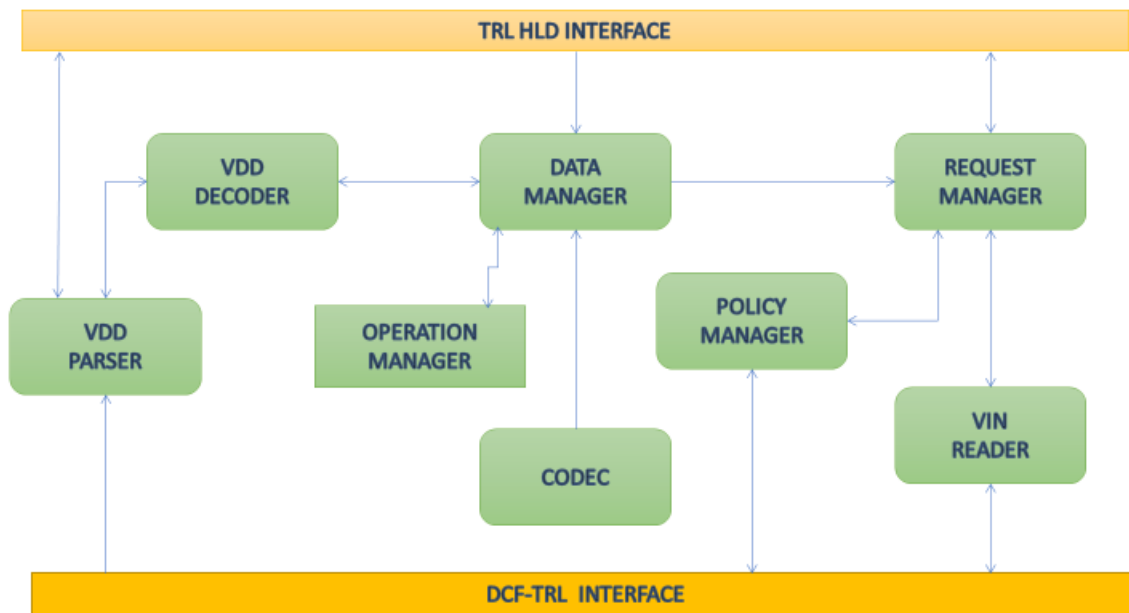 TRL HLD INTERFACE
VDD
DECODER
DATA
MANAGER
REQUEST
MANAGER
VDD
PARSER
OPERATION
MANAGER
POLICY
MANAGER
CODEC
VIN
READER
DCF-TRL  INTERFACE